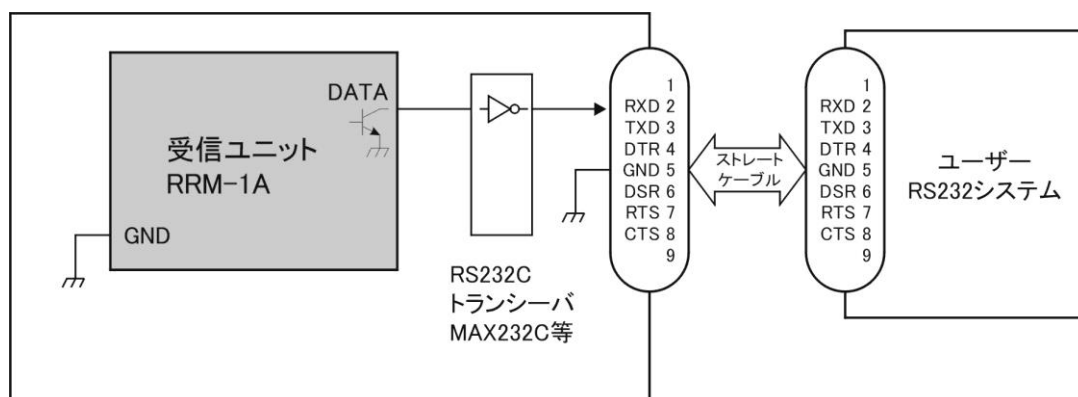 DATA
受信ユニット
RRM-1A
GND
RS232C
トランシーバ
MAX232C等
1
RXD 2
TXD 3
DTR 4
GND 5
DSR 6
RTS 7
CTS 8
9
ストレート
ケーブル
1
RXD 2
TXD 3
DTR 4
GND 5
DSR 6
RTS 7
CTS 8
9
ユーザー
RS232システム